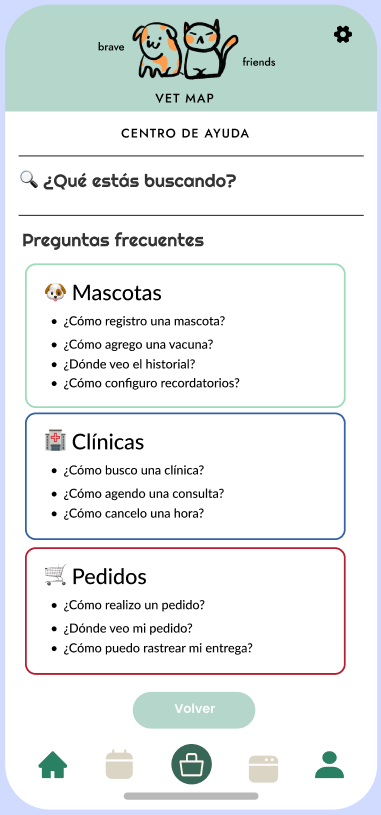 brave
friends
VET MAP
CENTRO DE AYUDA
🔍 ¿Qué estás buscando?
Preguntas frecuentes
🐶 Mascotas
• ¿Cómo registro una mascota?
• ¿Cómo agrego una vacuna?
• ¿Dónde veo el historial?
• ¿Cómo configuro recordatorios?
🏥 Clínicas
• ¿Cómo busco una clínica?
• ¿Cómo agendo una consulta?
• ¿Cómo cancelo una hora?
🛒 Pedidos
• ¿Cómo realizo un pedido?
• ¿Dónde veo mi pedido?
• ¿Cómo puedo rastrear mi entrega?
Volver